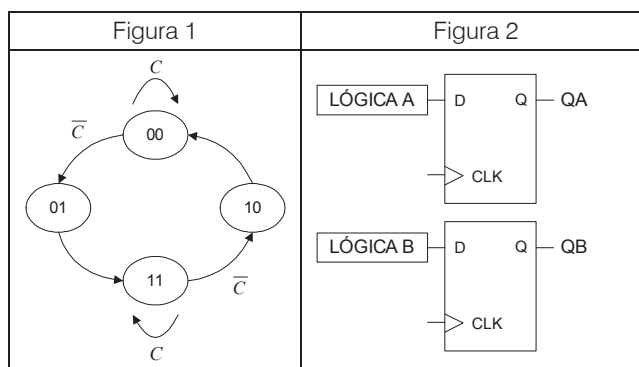 Figura 1
Figura 2
C
C̅
00
01
10
11
C̅
C
LÓGICA A
D
Q
QA
CLK
LÓGICA B
D
Q
QB
CLK